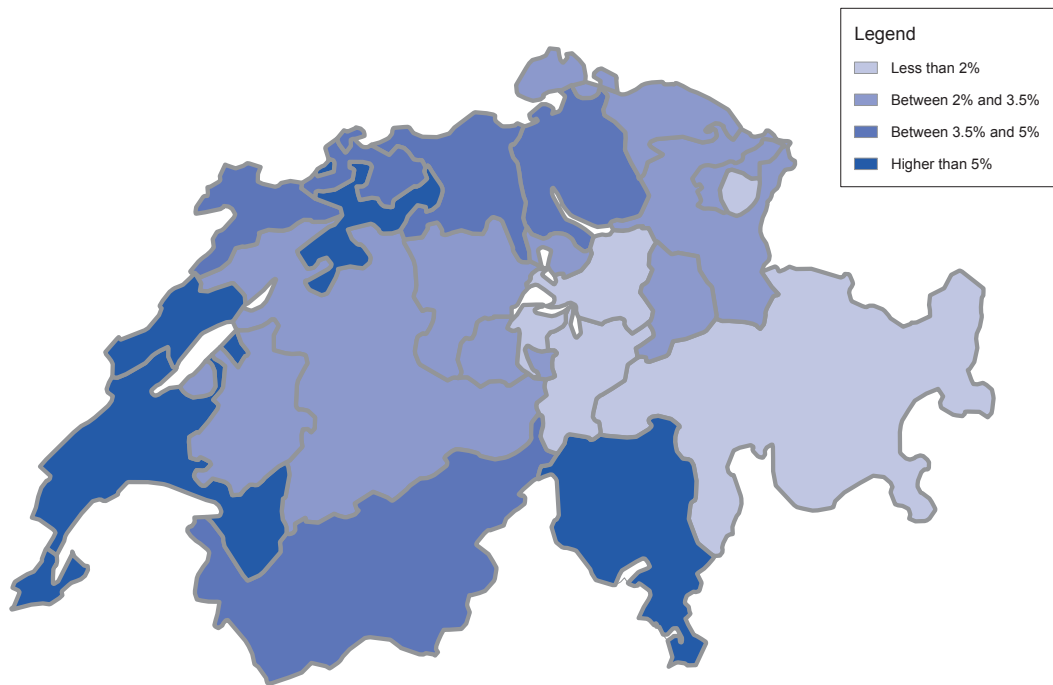 Legend
Less than 2%
Between 2% and 3.5%
Between 3.5% and 5%
Higher than 5%